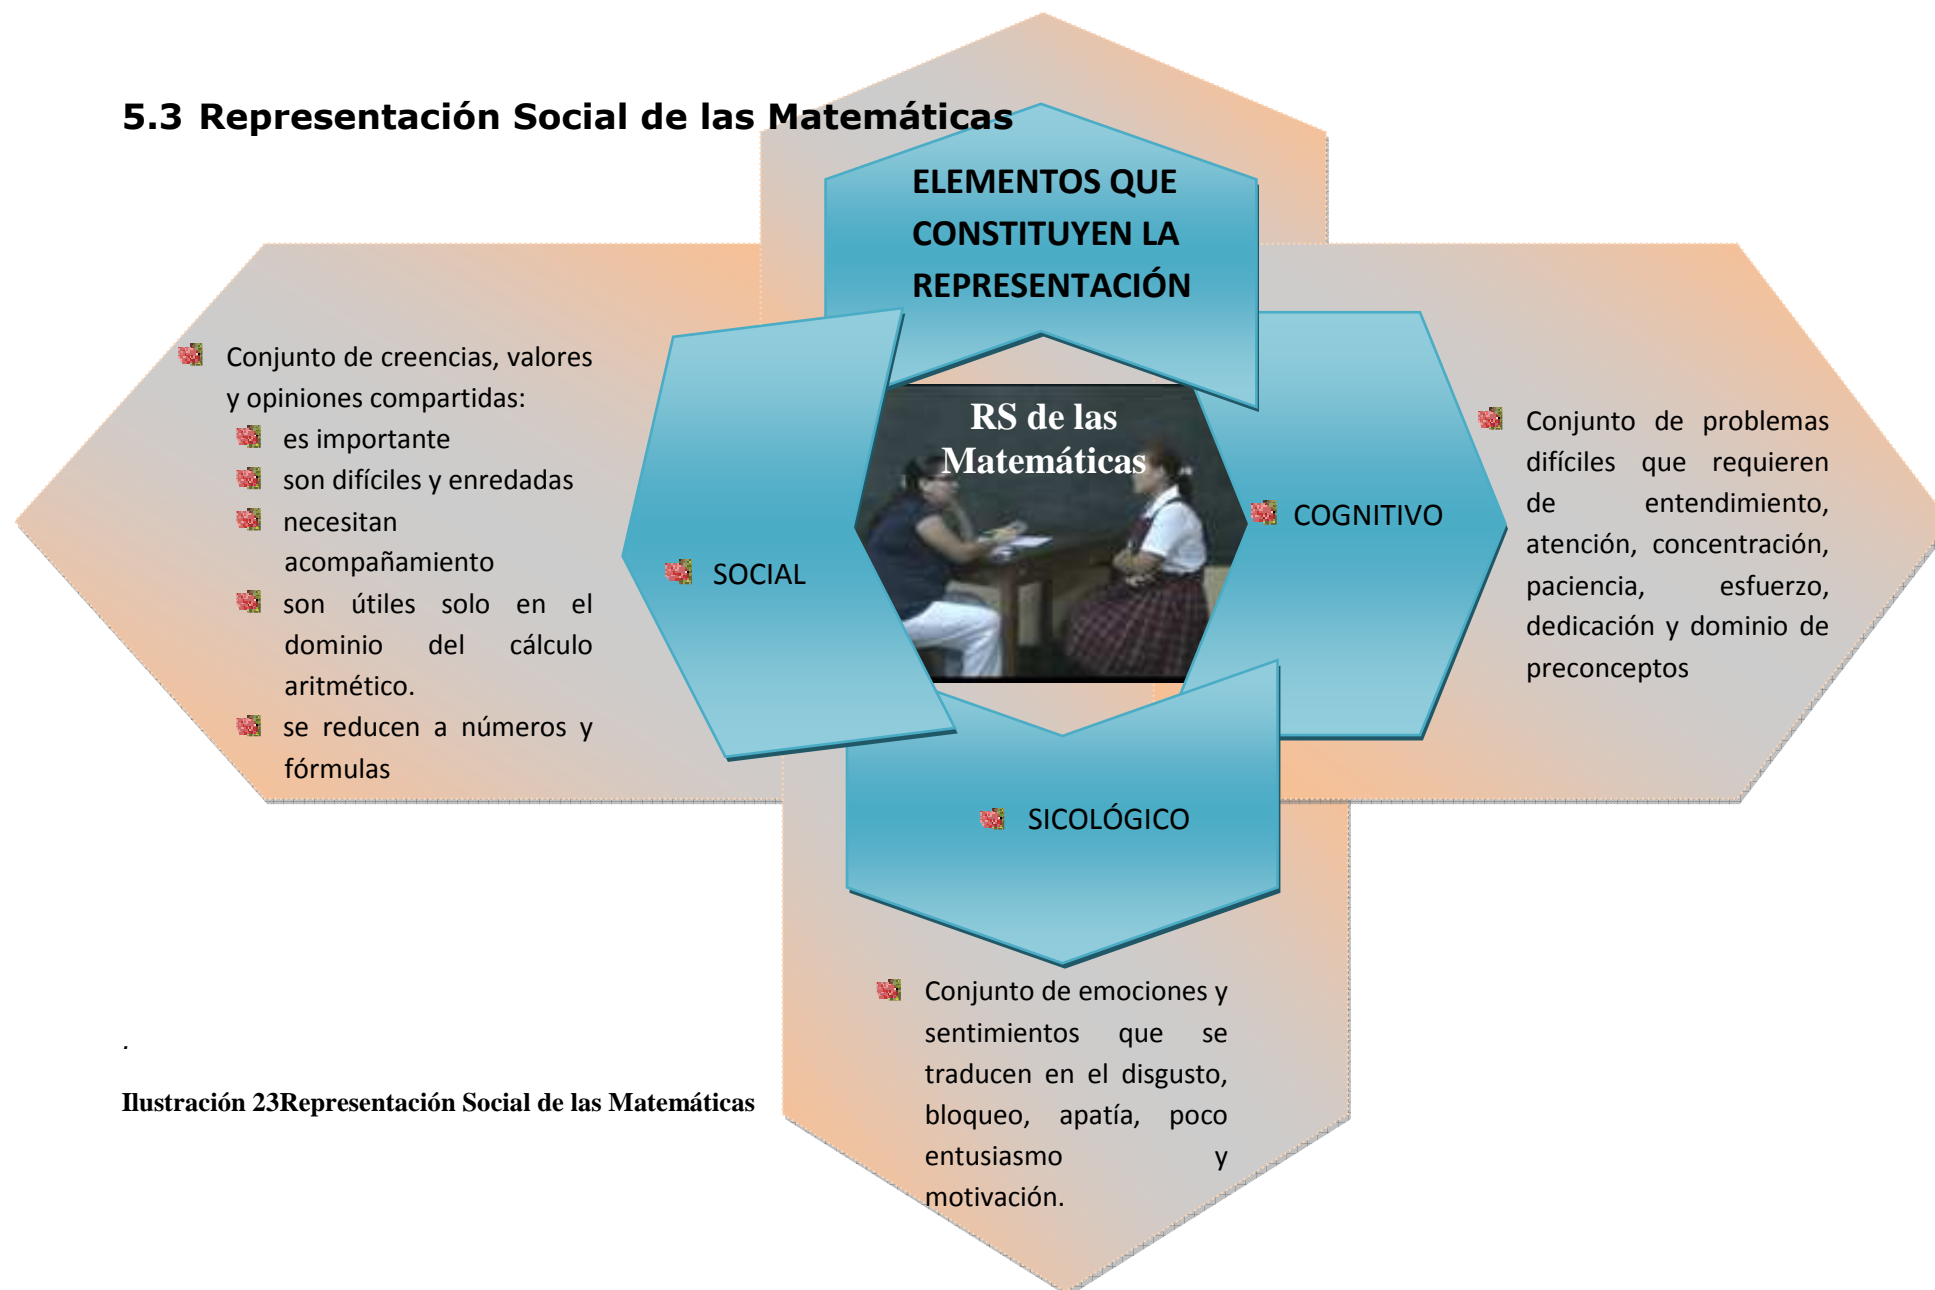 5.3 Representación Social de las Matemáticas
ELEMENTOS QUE
CONSTITUYEN LA
REPRESENTACIÓN
Conjunto de creencias, valores
y opiniones compartidas:
es importante
son difíciles y enredadas
necesitan
acompañamiento
son útiles solo en el
dominio del cálculo
aritmético.
se reducen a números y
fórmulas
SOCIAL
RS de las
Matemáticas
COGNITIVO
Conjunto de problemas
difíciles que requieren
de entendimiento,
atención, concentración,
paciencia, esfuerzo,
dedicación y dominio de
preconceptos
SICOLÓGICO
Conjunto de emociones y
sentimientos que se
traducen en el disgusto,
bloqueo, apatía, poco
entusiasmo y
motivación.
.
Ilustración 23Representación Social de las Matemáticas